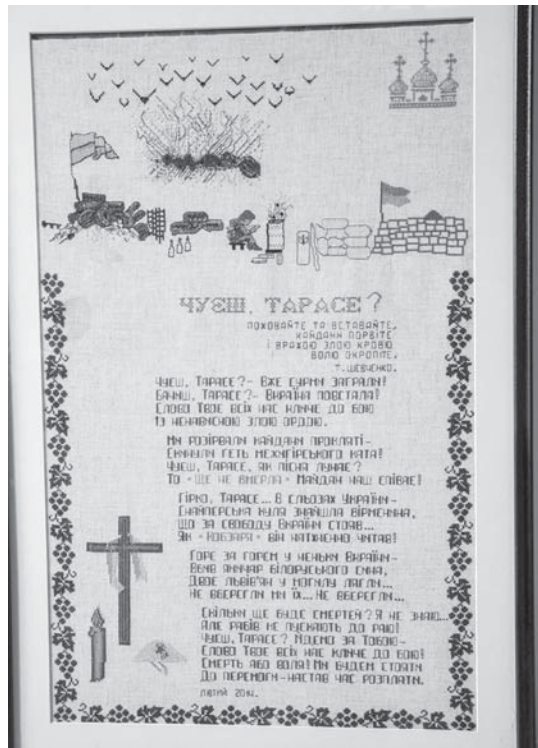 ЧУЄШ, ТАРАСЕ?
ПОХОВАЙТЕ ТА ВСТАВАЙТЕ,
КАЙДАНИ ПОРВІТЕ
І ВРАЖОЮ ЗЛОЮ КРОВ'Ю
ВОЛЮ ОКРОПІТЕ.
Т. ШЕВЧЕНКО.
ЧУЄШ, ТАРАСЕ? - ВЖЕ СУРМИ ЗАГРАЛИ!
БАЧИШ, ТАРАСЕ? - ВКРАЇНА ПОВСТАЛА!
СЛОВО ТВОЄ ВСІХ НАС КЛИЧЕ ДО БОЮ
ІЗ НЕНАВИСНОЮ ЗЛОЮ ОРДОЮ.
МИ РОЗІРВАЛИ КАЙДАНИ ПРОКЛЯТІ -
СКИНУЛИ ГЕТЬ МЕЖИГІРСЬКОГО КАТА!
ЧУЄШ, ТАРАСЕ, ЯК ПІСНЯ ЛУНАЄ?
ТО «ЩЕ НЕ ВМЕРЛА» МАЙДАН НАШ СПІВАЄ!
ГІРКО, ТАРАСЕ... В СЛЬОЗАХ УКРАЇНИ -
СНАЙПЕРСЬКА КУЛЯ ЗНАЙШЛА ВІРМЕНИНА,
ЩО ЗА СВОБОДУ ВКРАЇНИ СТОЯВ...
ЯК «КОБЗАРЯ» ВІН НАТХНЕННО ЧИТАВ!
ГОРЕ ЗА ГОРЕМ У НЕНЬКИ ВКРАЇНИ -
ВБИВ ЯНИЧАР БІЛОРУСЬКОГО СИНА,
ДВОЄ ЛЬВІВ'ЯН У МОГИЛУ ЛЯГЛИ...
НЕ ВБЕРЕГЛИ МИ ЇХ... НЕ ВБЕРЕГЛИ...
СКІЛЬКИ ЩЕ БУДЕ СМЕРТЕЙ? Я НЕ ЗНАЮ...
АЛЕ РАБІВ НЕ ПУСКАЮТЬ ДО РАЮ!
ЧУЄШ, ТАРАСЕ? ЙДЕМО ЗА ТОБОЮ -
СЛОВО ТВОЄ ВСІХ НАС КЛИЧЕ ДО БОЮ!
СМЕРТЬ АБО ВОЛЯ! МИ БУДЕМ СТОЯТИ
ДО ПЕРЕМОГИ - НАСТАВ ЧАС РОЗПЛАТИ.
ЛЮТИЙ